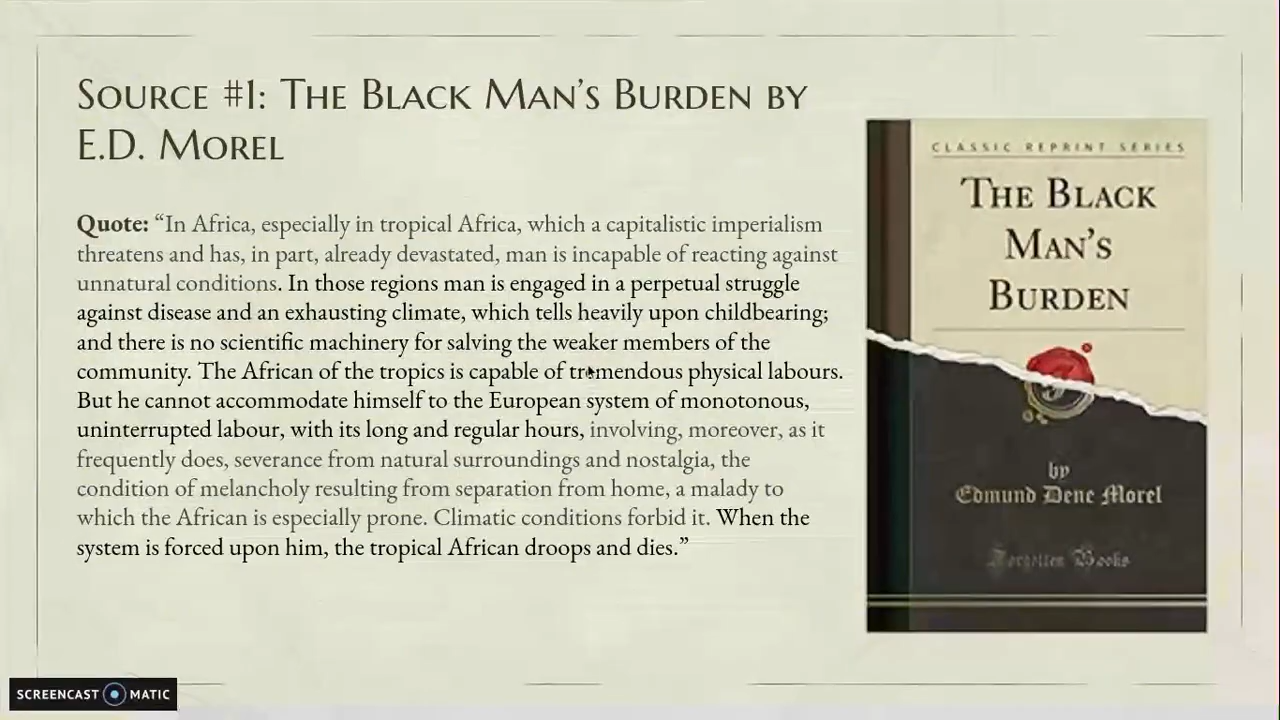 Source #1: The Black Man's Burden by
E.D. Morel
Quote: “In Africa, especially in tropical Africa, which a capitalistic imperialism
threatens and has, in part, already devastated, man is incapable of reacting against
unnatural conditions. In those regions man is engaged in a perpetual struggle
against disease and an exhausting climate, which tells heavily upon childbearing;
and there is no scientific machinery for salving the weaker members of the
community. The African of the tropics is capable of tremendous physical labours.
But he cannot accommodate himself to the European system of monotonous,
uninterrupted labour, with its long and regular hours, involving, moreover, as it
frequently does, severance from natural surroundings and nostalgia, the
condition of melancholy resulting from separation from home, a malady to
which the African is especially prone. Climatic conditions forbid it. When the
system is forced upon him, the tropical African droops and dies.”
CLASSIC REPRINT SERIES
The Black
Man's
Burden
by
Edmund Dene Morel
Forgotten Books
SCREENCAST MATIC